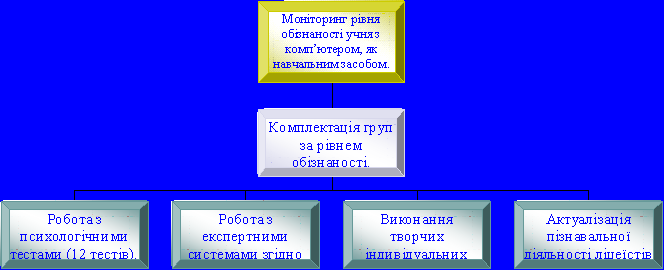 Моніторинг рівня
обізнаності учня з
комп’ютером, як
навчальним засобом.
Комплектація груп
за рівнем
обізнаності.
Робота з
психологічними
тестами (12 тестів).
Робота з
експертними
системами згідно
Виконання
творчих
індивідуальних
Актуалізація
пізнавальної
діяльності ліцеїстів